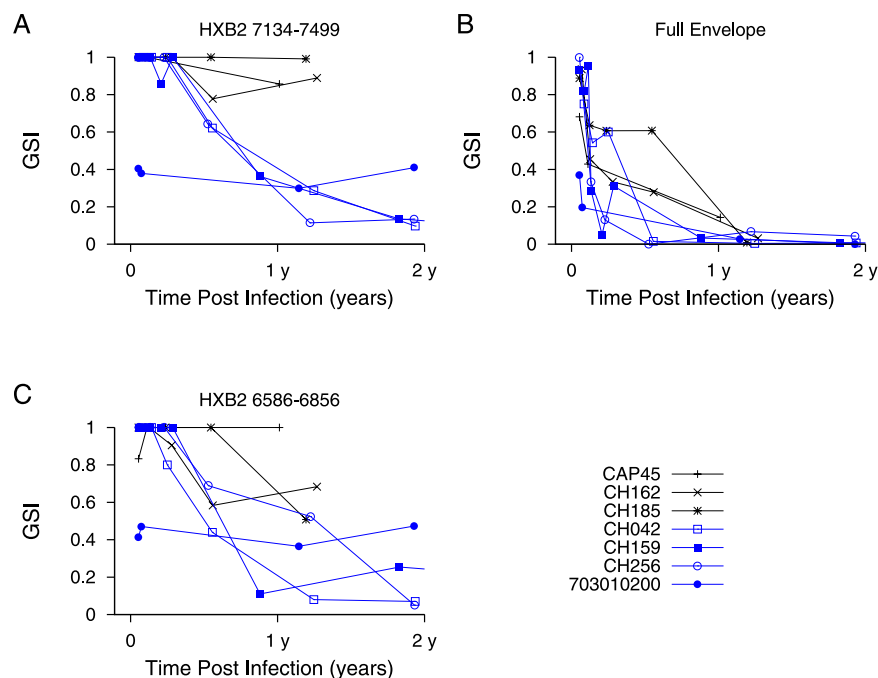 A
HXB2 7134-7499
GSI
1
0.8
0.6
0.4
0.2
0
0
1 y
2 y
Time Post Infection (years)
B
Full Envelope
GSI
1
0.8
0.6
0.4
0.2
0
0
1 y
2 y
Time Post Infection (years)
C
HXB2 6586-6856
GSI
1
0.8
0.6
0.4
0.2
0
0
1 y
2 y
Time Post Infection (years)
CAP45
CH162
CH185
CH042
CH159
CH256
703010200